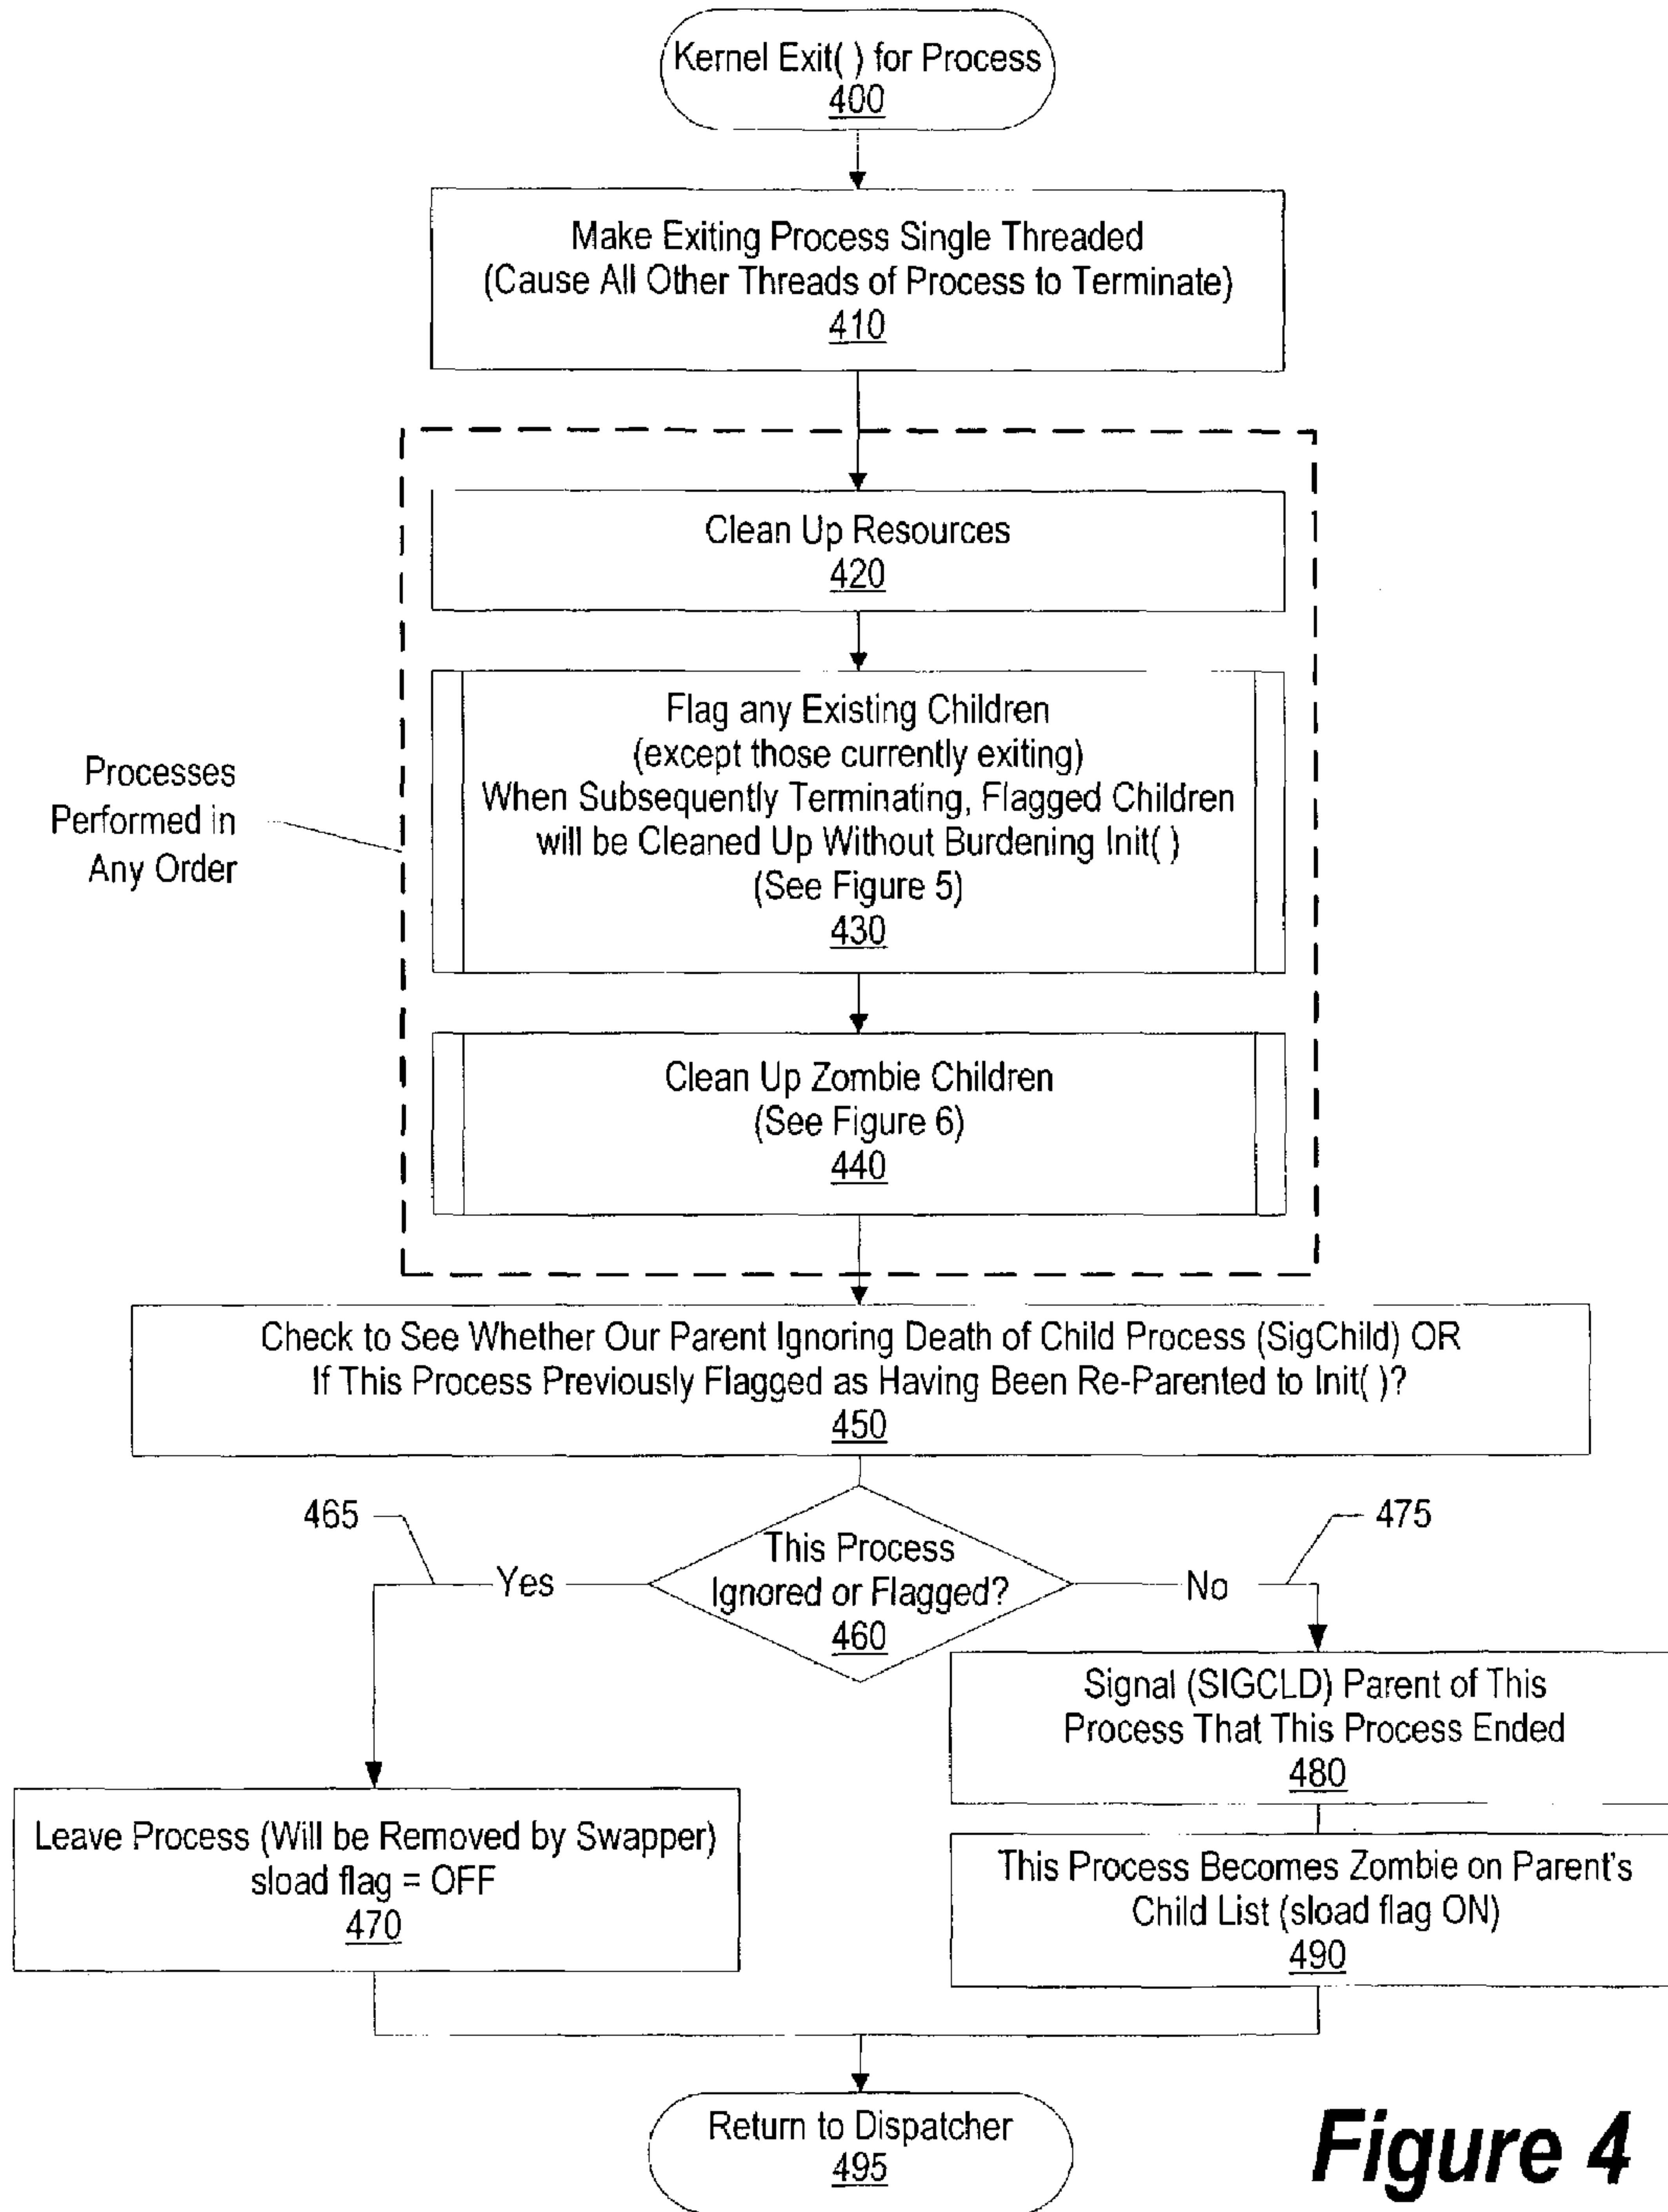 Kernel Exit( ) for Process
400
Make Exiting Process Single Threaded
(Cause All Other Threads of Process to Terminate)
410
Clean Up Resources
420
Processes
Performed in
Any Order
Flag any Existing Children
(except those currently exiting)
When Subsequently Terminating, Flagged Children
will be Cleaned Up Without Burdening Init( )
(See Figure 5)
430
Clean Up Zombie Children
(See Figure 6)
440
Check to See Whether Our Parent Ignoring Death of Child Process (SigChild) OR
If This Process Previously Flagged as Having Been Re-Parented to Init( )?
450
This Process
Ignored or Flagged?
460
465
Yes
475
No
Leave Process (Will be Removed by Swapper)
sload flag = OFF
470
Signal (SIGCLD) Parent of This
Process That This Process Ended
480
This Process Becomes Zombie on Parent's
Child List (sload flag ON)
490
Return to Dispatcher
495
Figure 4